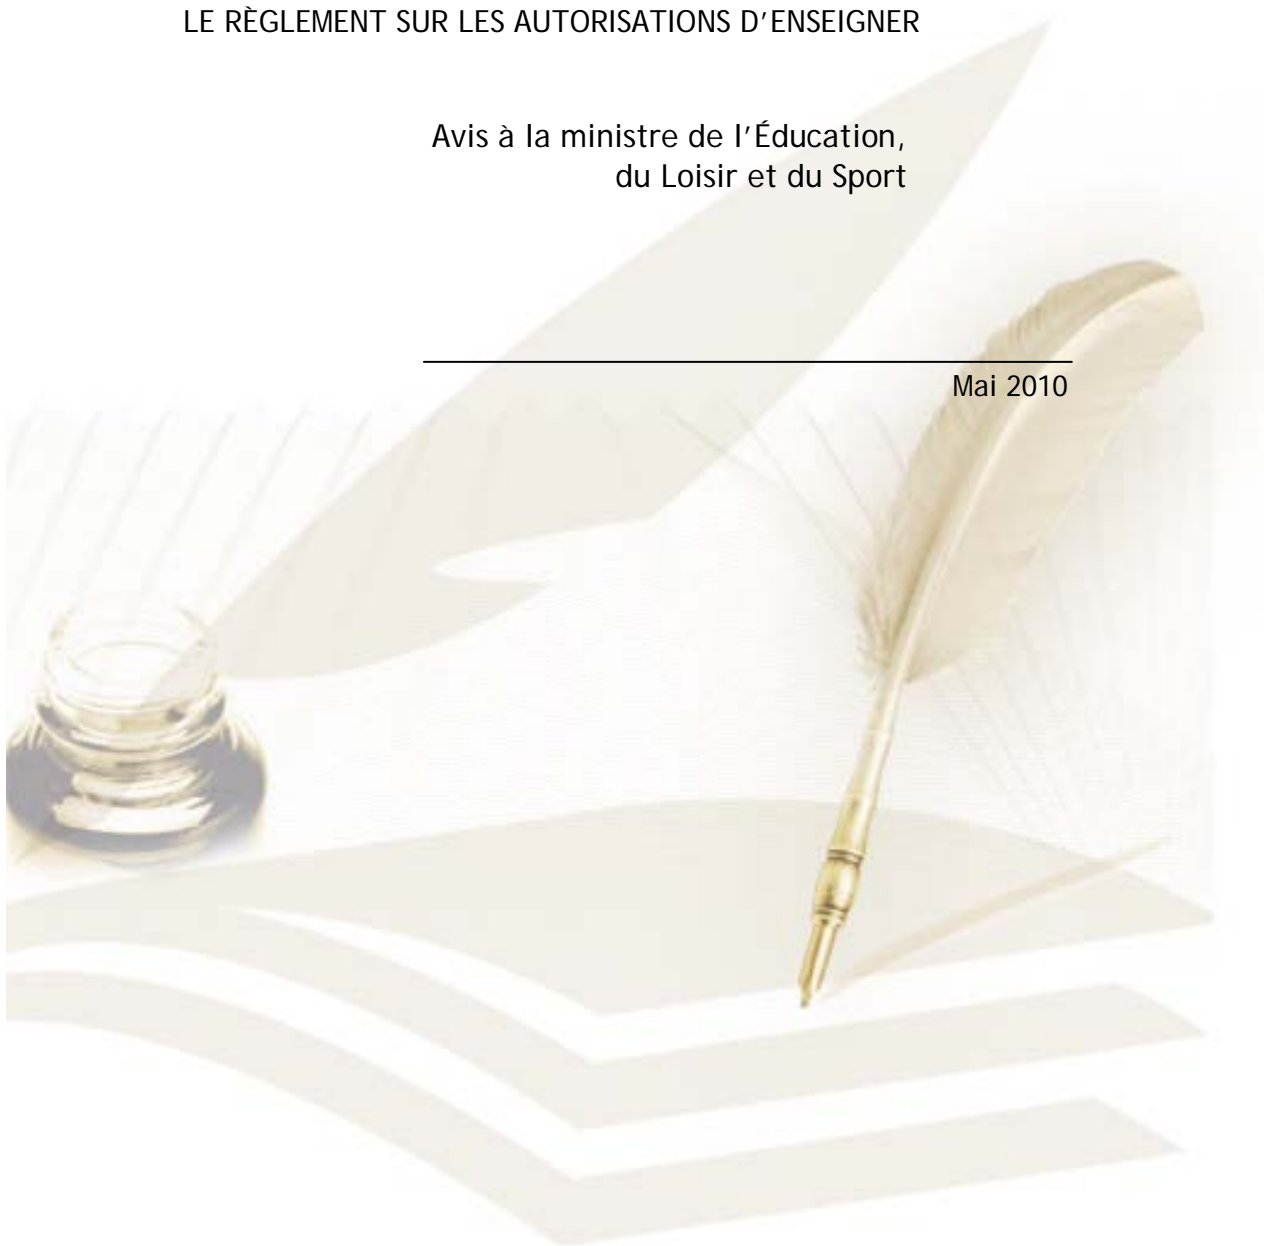 LE RÈGLEMENT SUR LES AUTORISATIONS D’ENSEIGNER
Avis à la ministre de l’Éducation,
du Loisir et du Sport
Mai 2010